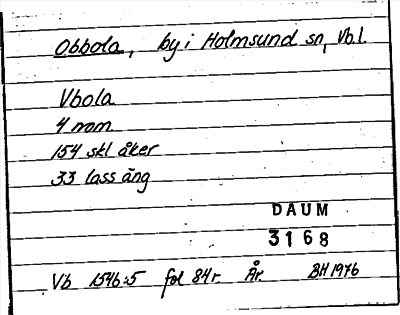 Obbola, by i Holmsund sn, Vb.l.
Vbola
4 mom
154 skl åker
33 lass äng
DAUM
3168
Vb 1546:5 fol 84r. År. BH 1976